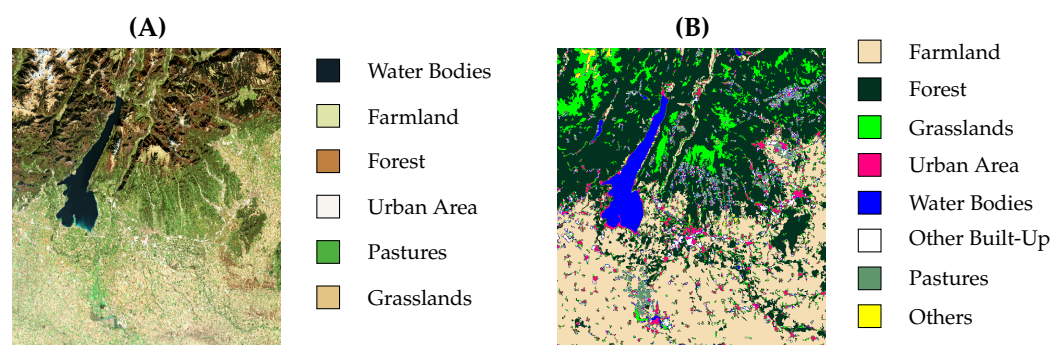 (A)
Water Bodies
Farmland
Forest
Urban Area
Pastures
Grasslands
(B)
Farmland
Forest
Grasslands
Urban Area
Water Bodies
Other Built-Up
Pastures
Others